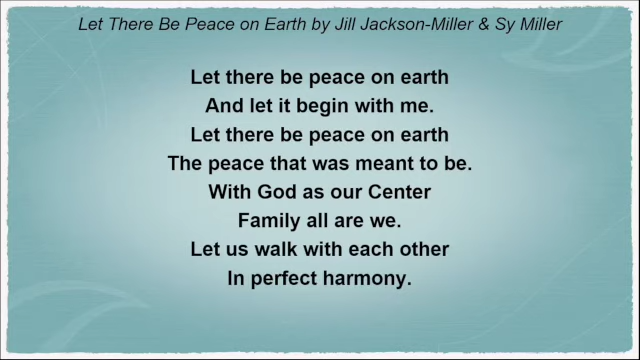 Let There Be Peace on Earth by Jill Jackson-Miller & Sy Miller
Let there be peace on earth
And let it begin with me.
Let there be peace on earth
The peace that was meant to be.
With God as our Center
Family all are we.
Let us walk with each other
In perfect harmony.